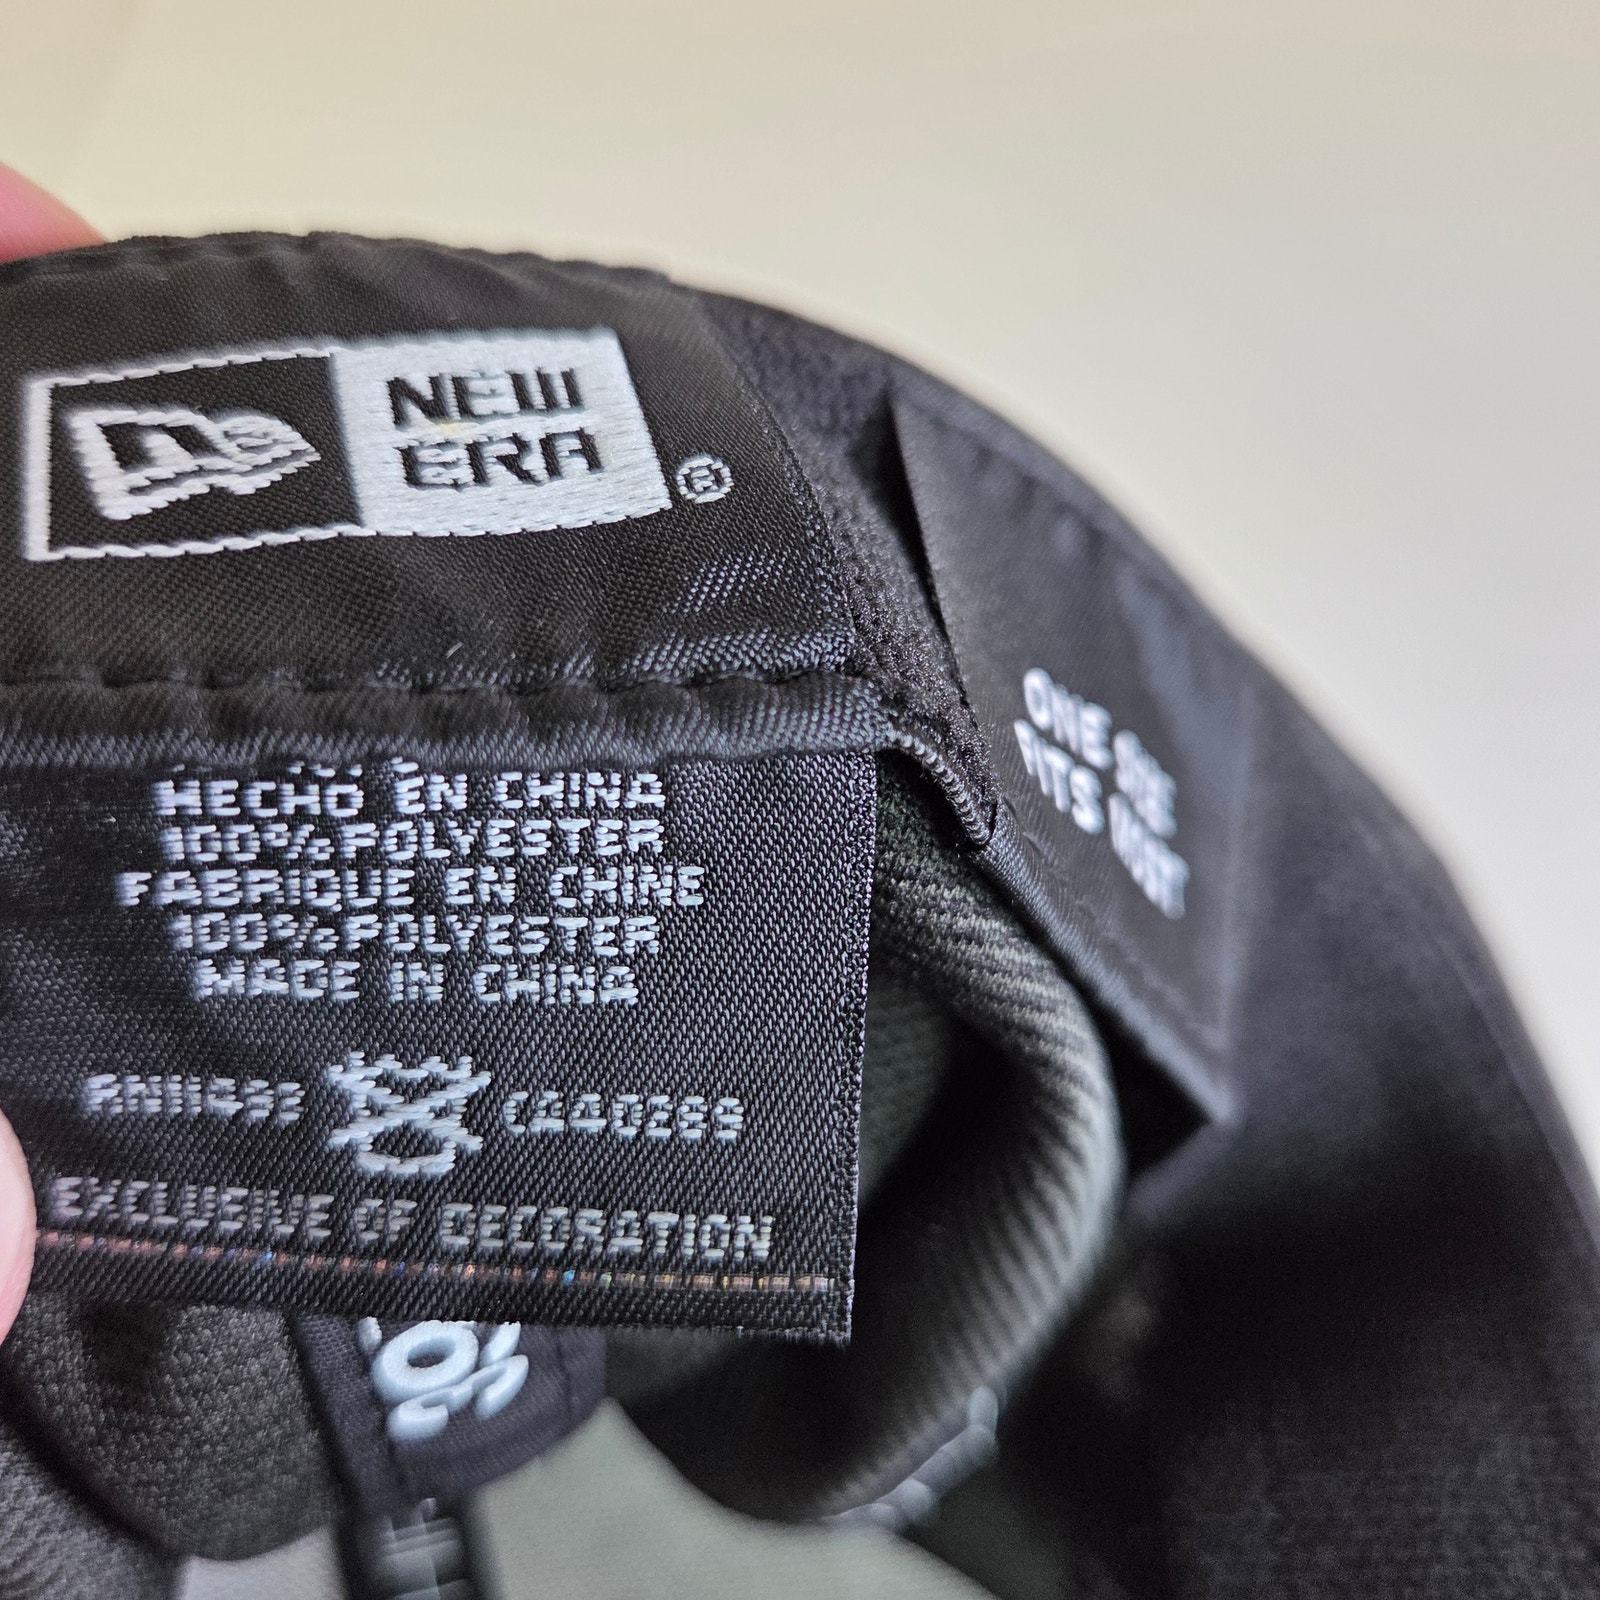 NEW
ERA
®
HECHO EN CHINA
100% POLYESTER
FABRIQUE EN CHINE
100% POLYESTER
MADE IN CHINA
EXCLUSIVE OF DECORATION
ONE SIZE
FITS MOST